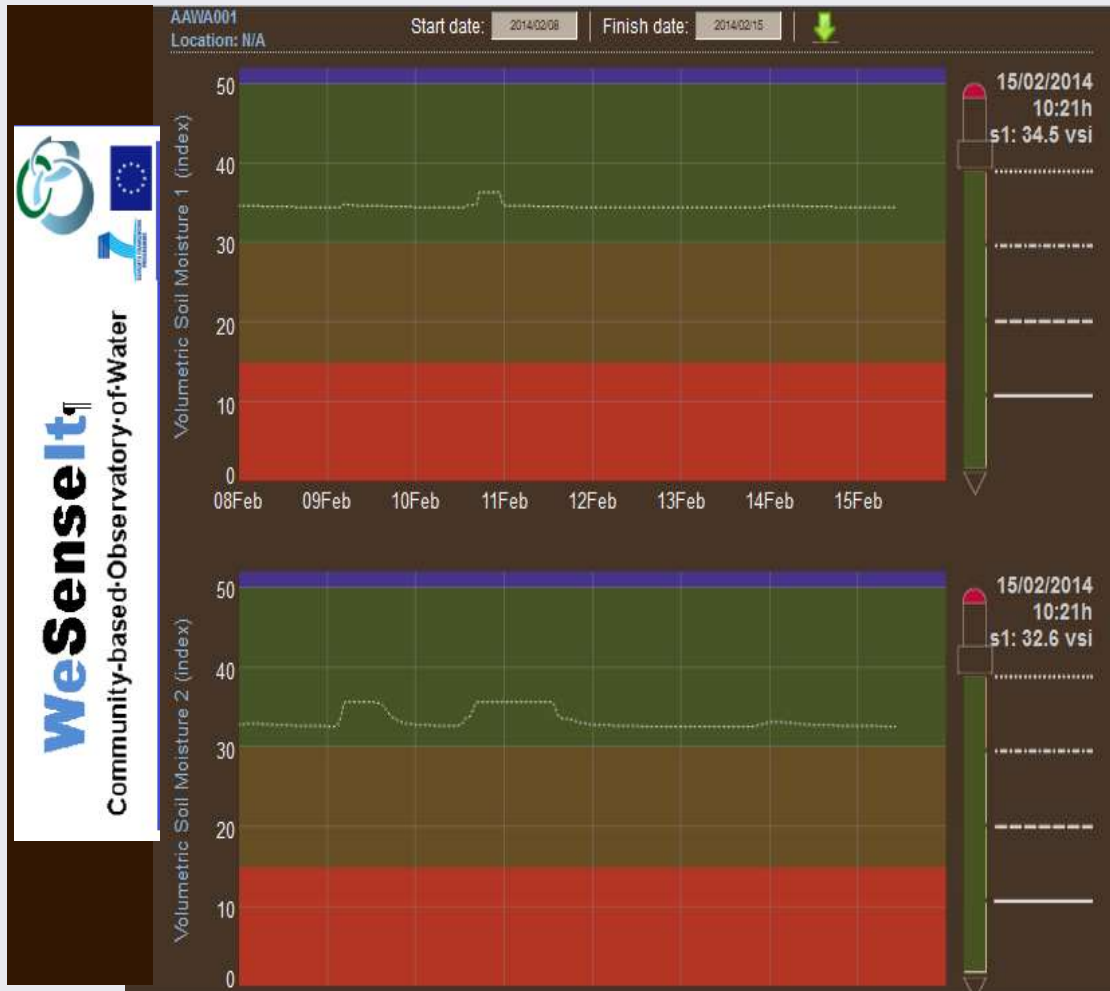 AAWA001
Location: N/A
Start date: 2014/02/08 Finish date: 2014/02/15
WeSenseIt¶
Community-based·Observatory·of·Water
Volumetric Soil Moisture 1 (index)
50
40
30
20
10
0
08Feb 09Feb 10Feb 11Feb 12Feb 13Feb 14Feb 15Feb
15/02/2014
10:21h
s1: 34.5 vsi
Volumetric Soil Moisture 2 (index)
50
40
30
20
10
0
15/02/2014
10:21h
s1: 32.6 vsi